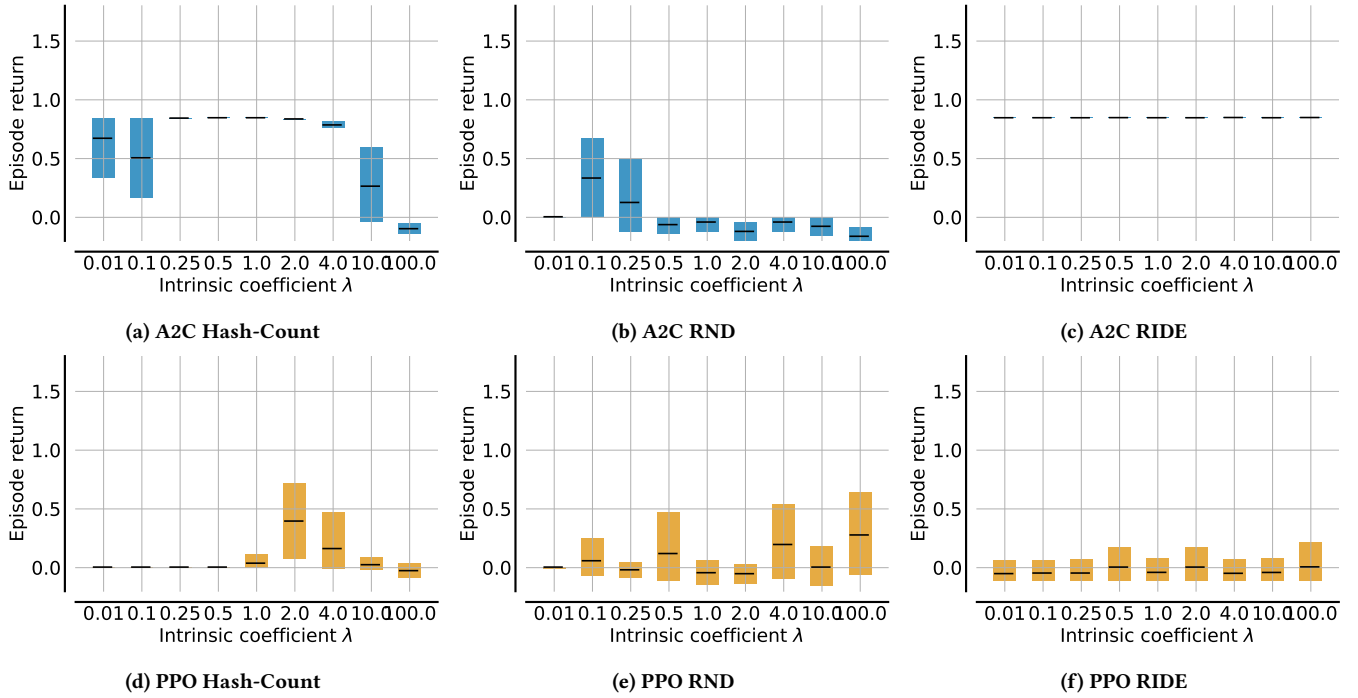 1.5
1.0
0.5
0.0
Episode return
0.01 0.1 0.25 0.5 1.0 2.0 4.0 10.0 100.0
Intrinsic coefficient λ
(a) A2C Hash-Count
1.5
1.0
0.5
0.0
Episode return
0.01 0.1 0.25 0.5 1.0 2.0 4.0 10.0 100.0
Intrinsic coefficient λ
(b) A2C RND
1.5
1.0
0.5
0.0
Episode return
0.01 0.1 0.25 0.5 1.0 2.0 4.0 10.0 100.0
Intrinsic coefficient λ
(c) A2C RIDE
1.5
1.0
0.5
0.0
Episode return
0.01 0.1 0.25 0.5 1.0 2.0 4.0 10.0 100.0
Intrinsic coefficient λ
(d) PPO Hash-Count
1.5
1.0
0.5
0.0
Episode return
0.01 0.1 0.25 0.5 1.0 2.0 4.0 10.0 100.0
Intrinsic coefficient λ
(e) PPO RND
1.5
1.0
0.5
0.0
Episode return
0.01 0.1 0.25 0.5 1.0 2.0 4.0 10.0 100.0
Intrinsic coefficient λ
(f) PPO RIDE